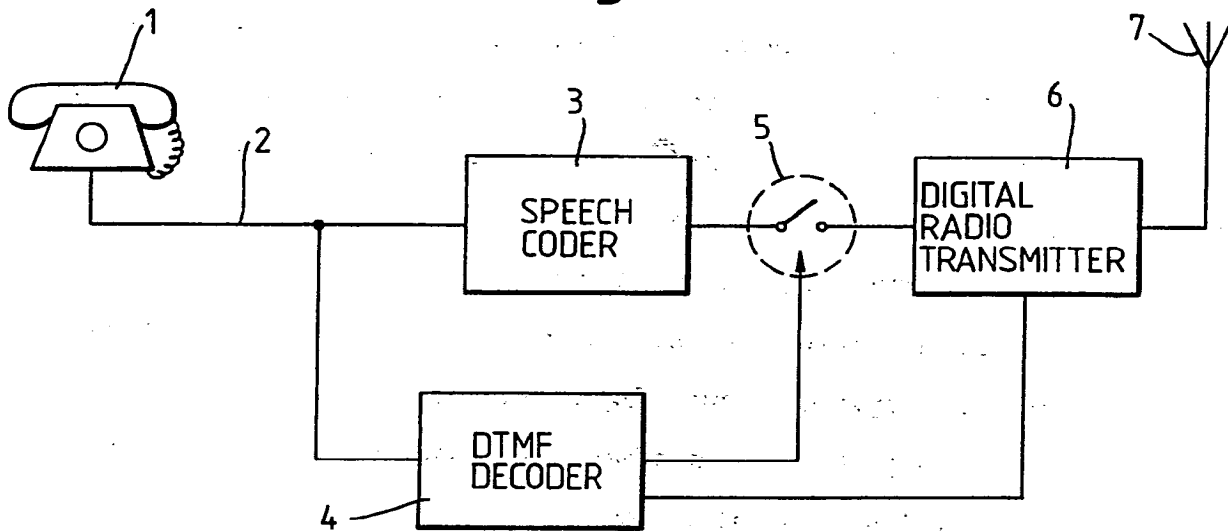 1
2
3
SPEECH
CODER
5
6
DIGITAL
RADIO
TRANSMITTER
7
DTMF
DECODER
4